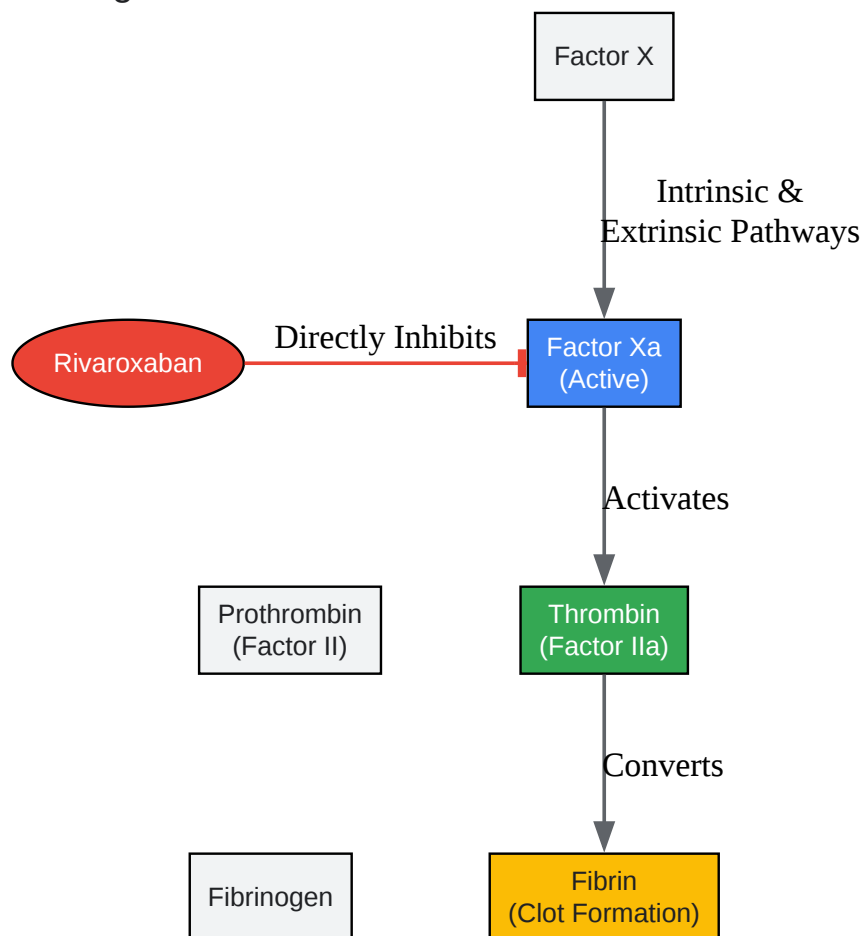 Factor X
Intrinsic &
Extrinsic Pathways
Directly Inhibits
Rivaroxaban
Factor Xa
(Active)
Activates
Prothrombin
(Factor II)
Thrombin
(Factor IIa)
Converts
Fibrinogen
Fibrin
(Clot Formation)